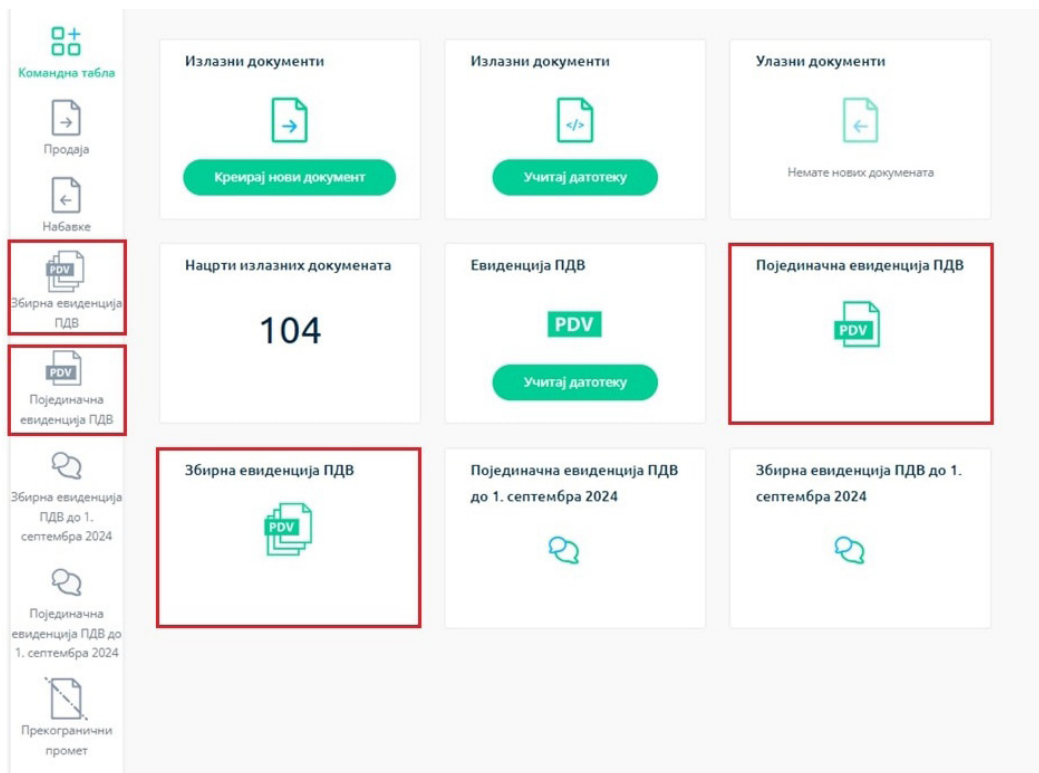 Командна табла
Продаја
Набавке
PDV
Збирна евиденција
ПДВ
PDV
Појединачна
евиденција ПДВ
Збирна евиденција
ПДВ до 1.
септембра 2024
Појединачна
евиденција ПДВ до
1. септембра 2024
Прекогранични
промет
Излазни документи
Креирај нови документ
Излазни документи
</>
Учитај датотеку
Улазни документи
Немате нових докумената
Нацрти излазних докумената
104
Евиденција ПДВ
PDV
Учитај датотеку
Појединачна евиденција ПДВ
PDV
Збирна евиденција ПДВ
PDV
Појединачна евиденција ПДВ
до 1. септембра 2024
Збирна евиденција ПДВ до 1.
септембра 2024